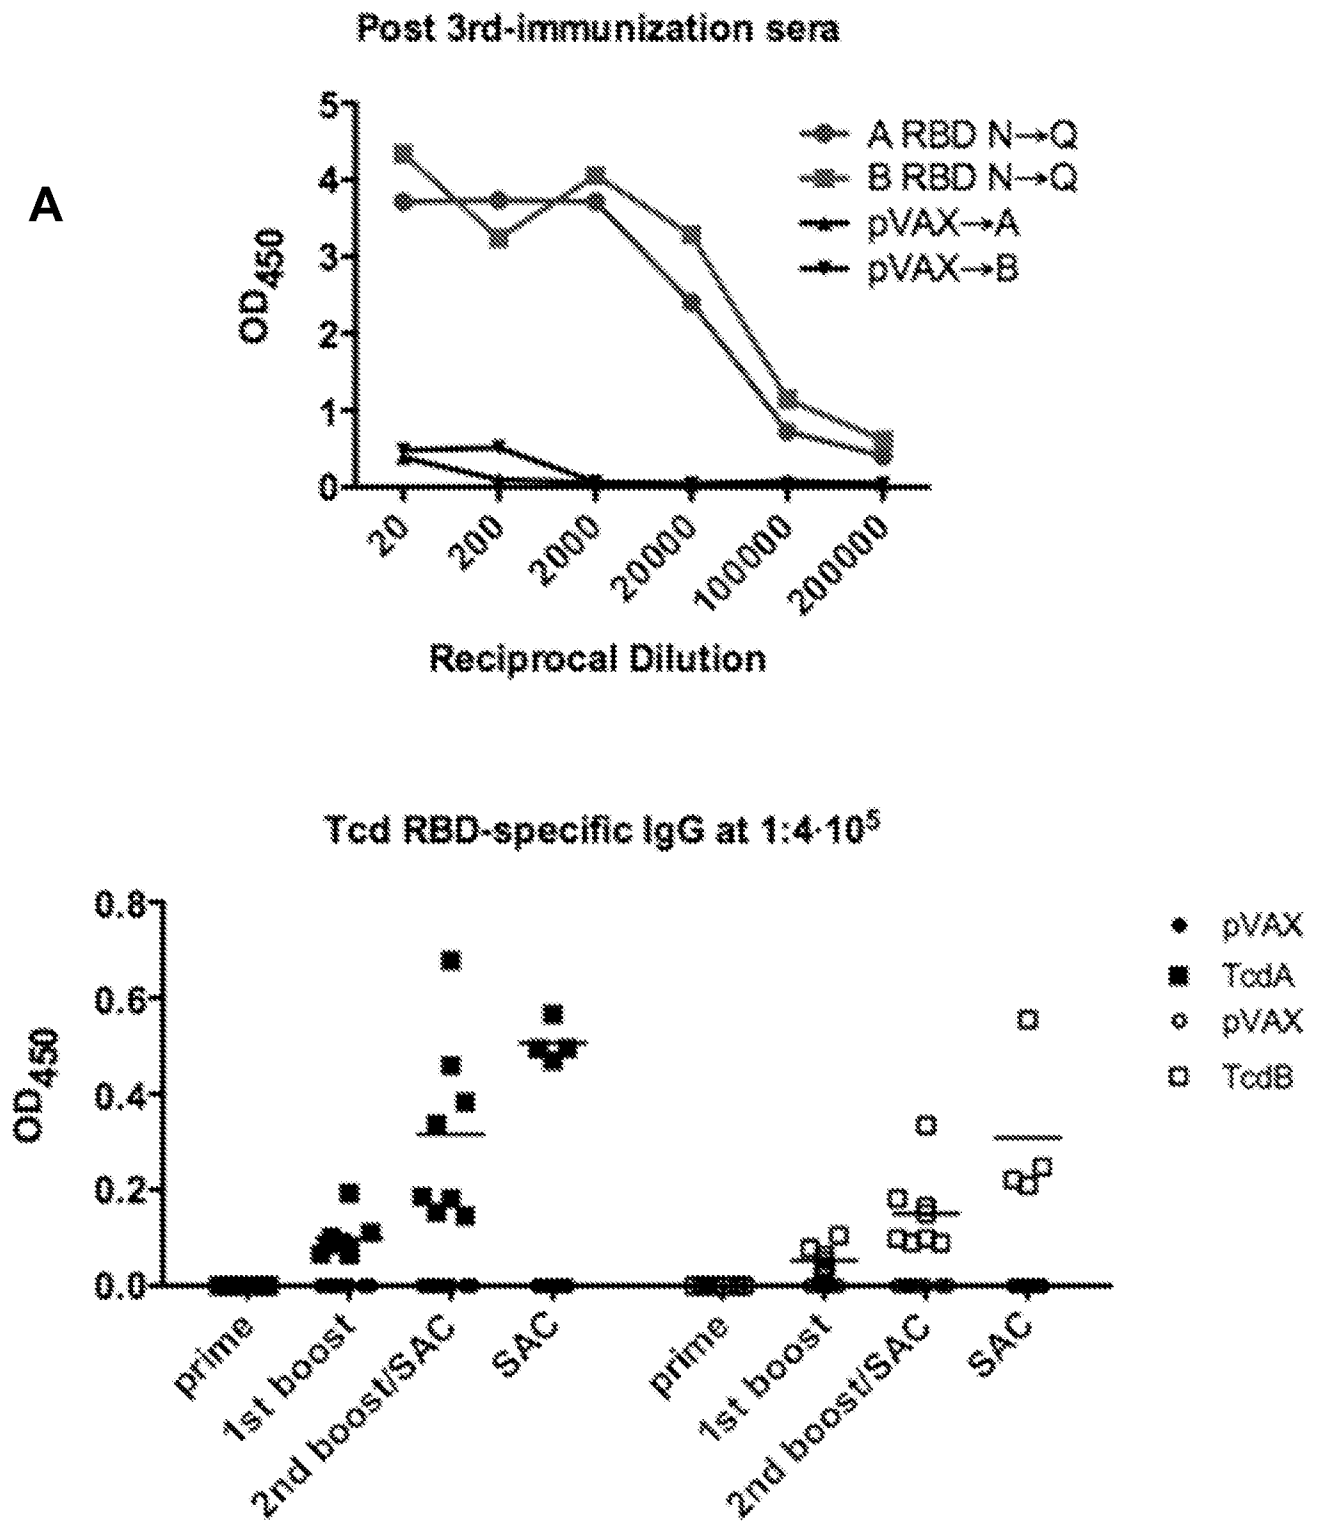 Post 3rd-immunization sera
A
OD450
5
4
3
2
1
0
A RBD N→Q
B RBD N→Q
pVAX→A
pVAX→B
20
200
2000
20000
100000
200000
Reciprocal Dilution
Tcd RBD-specific IgG at 1:4·10⁵
OD450
0.8
0.6
0.4
0.2
0.0
pVAX
TcdA
pVAX
TcdB
prime
1st boost
2nd boost/SAC
SAC
prime
1st boost
2nd boost/SAC
SAC